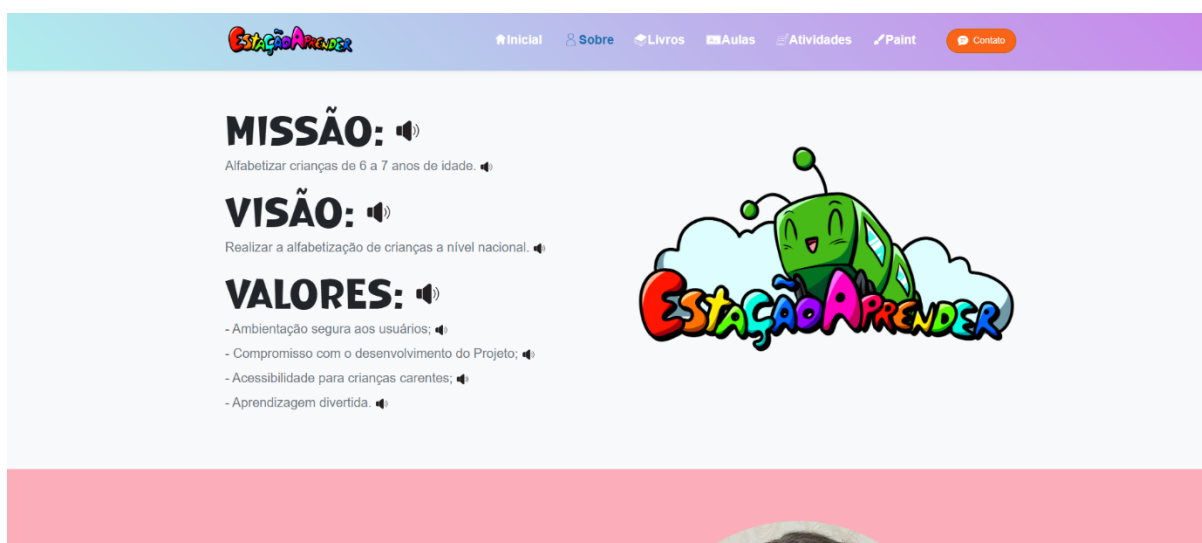 EstaçãoAprender
Inicial Sobre Livros Aulas Atividades Paint Contato
MISSÃO:
Alfabetizar crianças de 6 a 7 anos de idade.
VISÃO:
Realizar a alfabetização de crianças a nível nacional.
VALORES:
- Ambientação segura aos usuários;
- Compromisso com o desenvolvimento do Projeto;
- Acessibilidade para crianças carentes;
- Aprendizagem divertida.
EstaçãoAprender